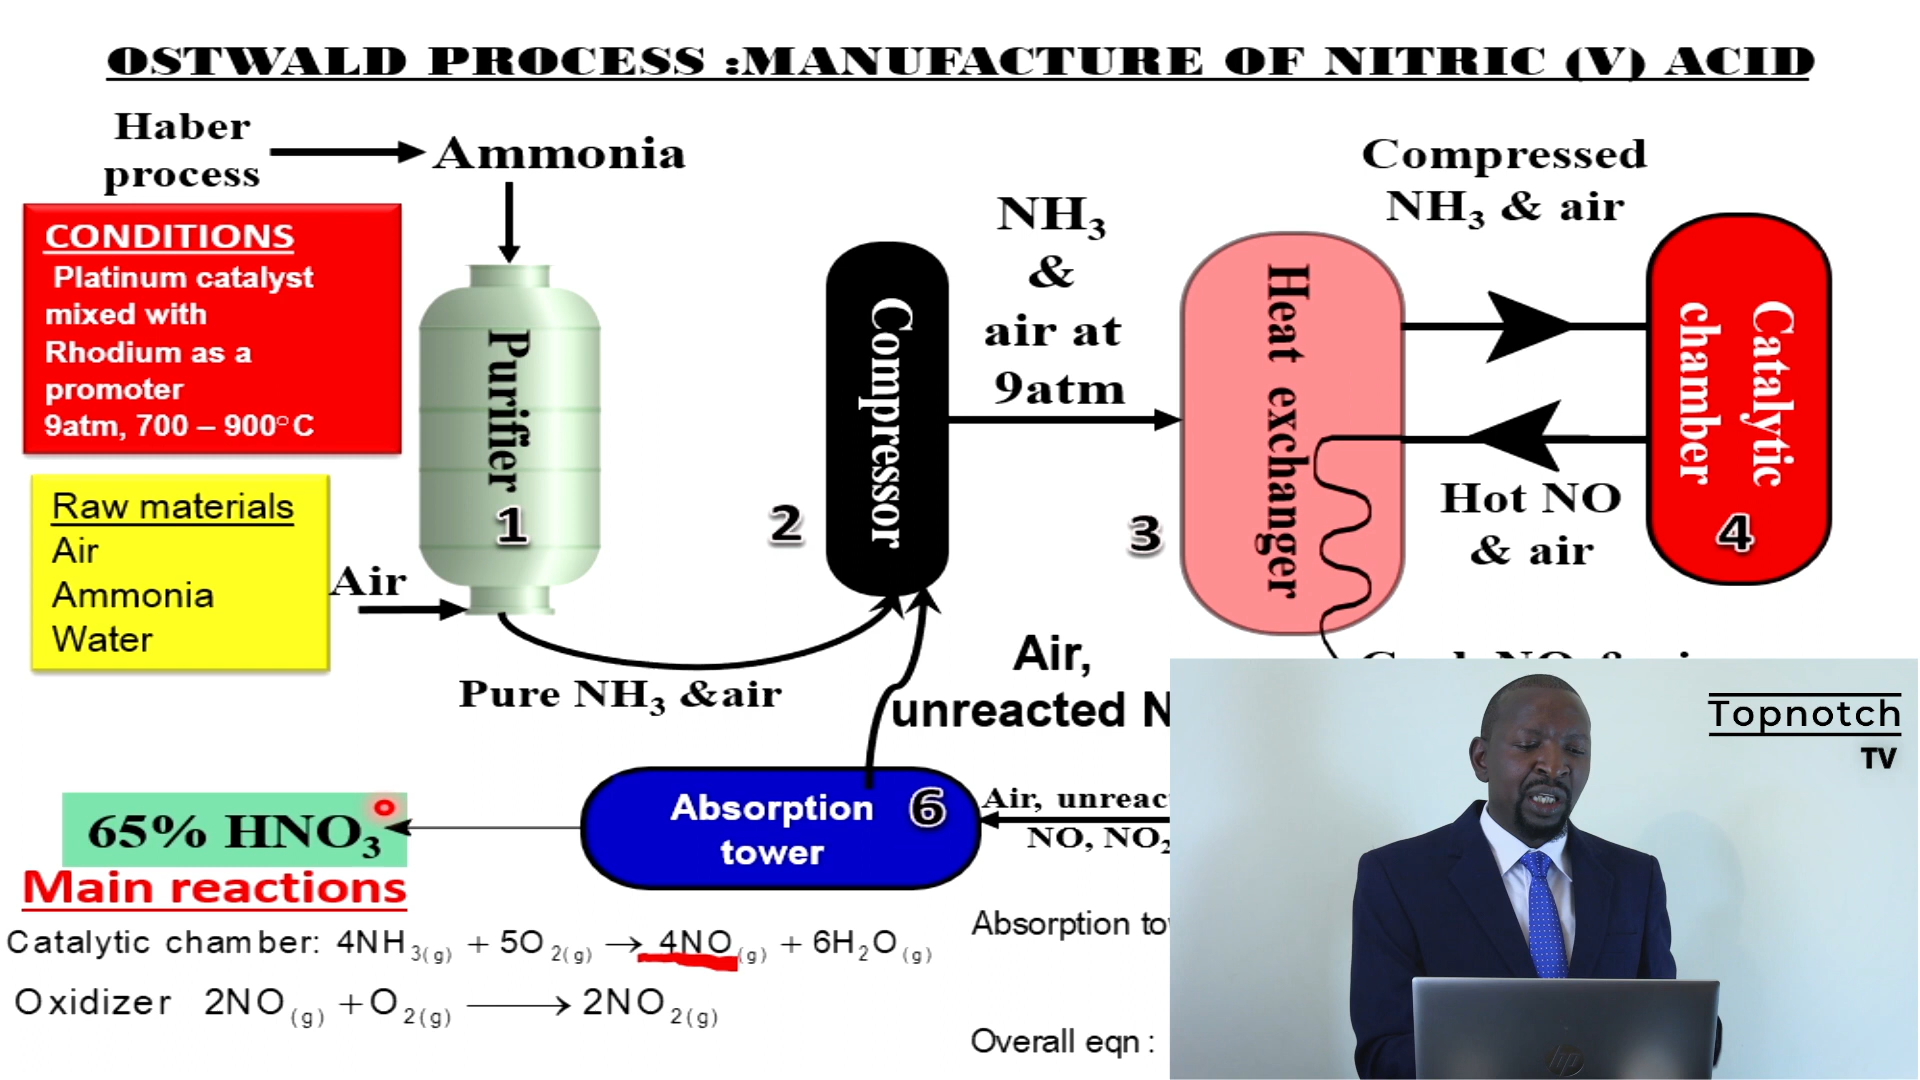 OSTWALD PROCESS :MANUFACTURE OF NITRIC (V) ACID
Haber
process
Ammonia
CONDITIONS
Platinum catalyst
mixed with
Rhodium as a
promoter
9atm, 700 – 900°C
Raw materials
Air
Ammonia
Water
Air
Purifier
1
Pure NH₃ &air
2
Compressor
NH₃
&
air at
9atm
3
Heat exchanger
Compressed
NH₃ & air
Catalytic
chamber
4
Hot NO
& air
Air,
unreacted N
Absorption
tower
6
Air, unreac
NO, NO₂
65% HNO₃
Main reactions
Catalytic chamber: 4NH₃(g) + 5O₂(g) → 4NO(g) + 6H₂O(g)
Oxidizer 2NO(g) + O₂(g) ⟶ 2NO₂(g)
Absorption to
Overall eqn :
Topnotch
TV
hp